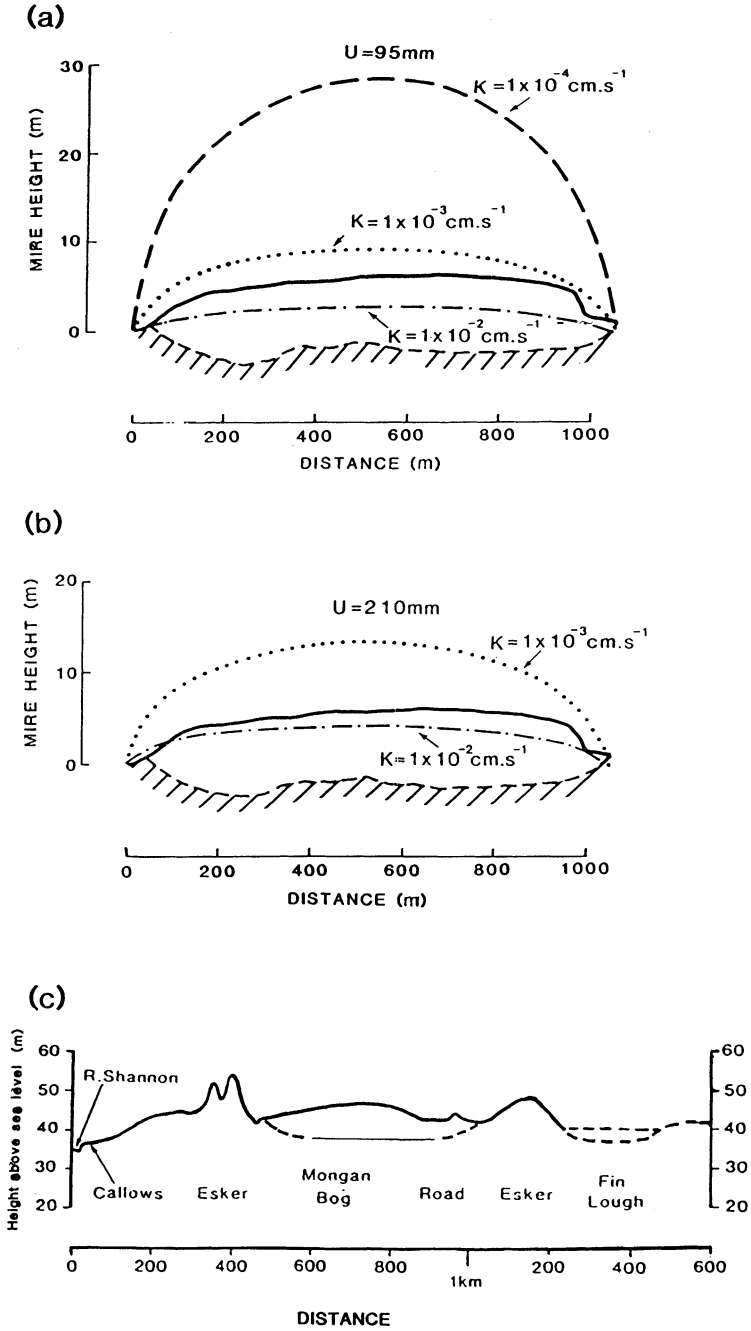 (a)
U=95mm
K=1x10⁻⁴cm.s⁻¹
30
20
K=1x10⁻³cm.s⁻¹
10
K=1x10⁻²cm.s⁻¹
0
MIRE HEIGHT (m)
0 200 400 600 800 1000
DISTANCE (m)
(b)
20
U=210mm
K=1x10⁻³cm.s⁻¹
10
K=1x10⁻²cm.s⁻¹
0
MIRE HEIGHT (m)
0 200 400 600 800 1000
DISTANCE (m)
(c)
Height above sea level (m)
60 60
R.Shannon
50 50
40 40
30 30
Callows Esker Mongan Bog Road Esker Fin Lough
20 20
0 200 400 600 800 1km 200 400 600
DISTANCE